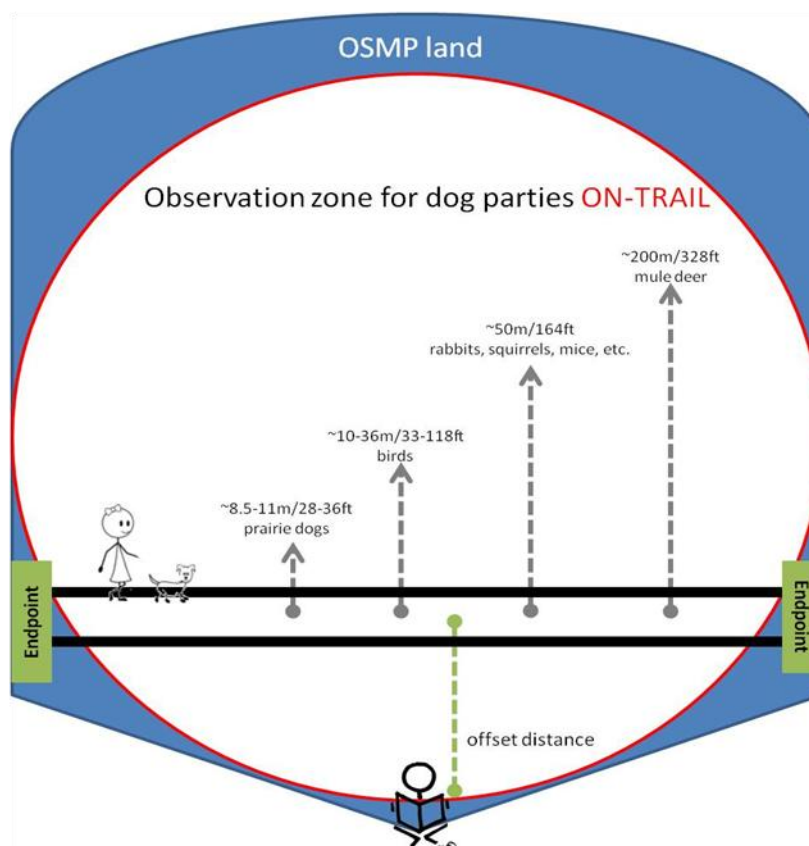 OSMP land
Observation zone for dog parties ON-TRAIL
~200m/328ft
mule deer
~50m/164ft
rabbits, squirrels, mice, etc.
~10-36m/33-118ft
birds
~8.5-11m/28-36ft
prairie dogs
Endpoint
Endpoint
offset distance